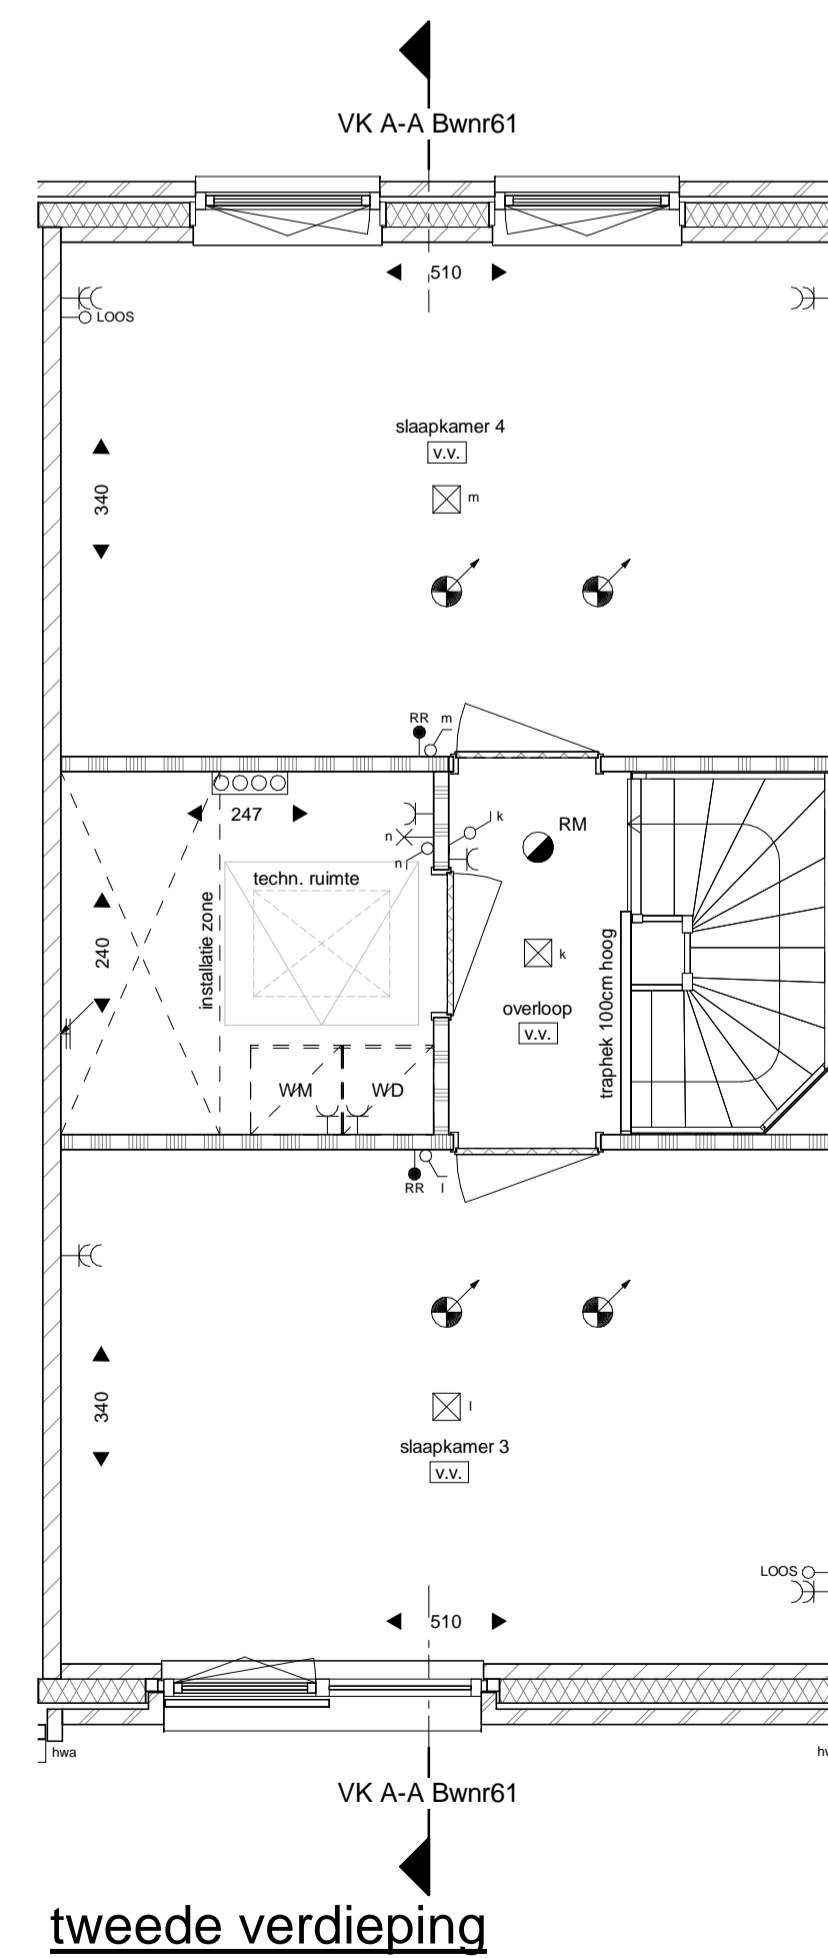 VK A-A Bwnr61
510
LOOS
slaapkamer 4
v.v.
340
m
RR m
247
k
n
n
RM
techn. ruimte
installatie zone
240
k
overloop
v.v.
traphek 100cm hoog
WM WD
RR l
340
l
slaapkamer 3
v.v.
LOOS
510
hwa
VK A-A Bwnr61
tweede verdieping